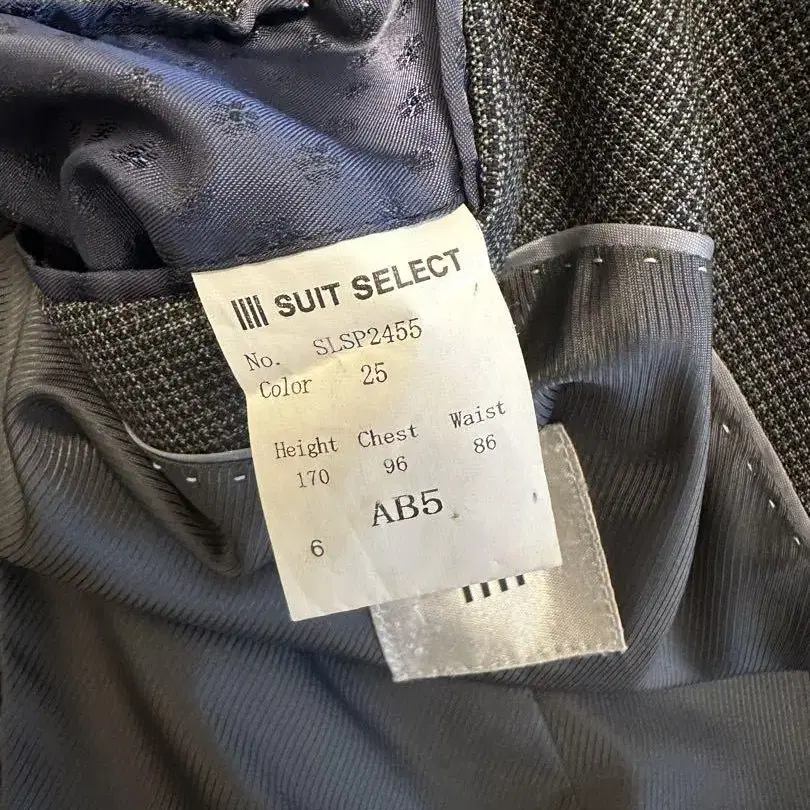 SUIT SELECT
No. SLSP2455
Color 25
Height Chest Waist
170 96 86
AB5
6